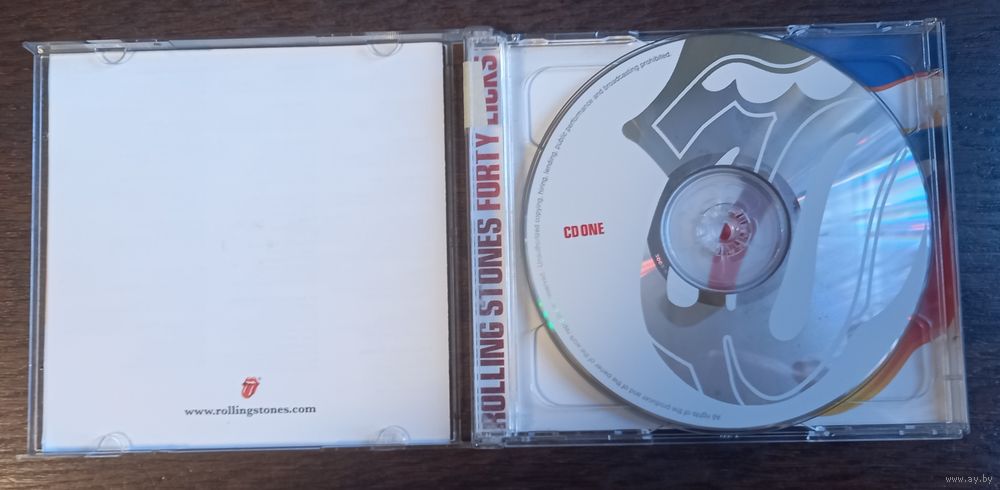 www.rollingstones.com
ROLLING STONES FORTY LICKS
CD ONE
Unauthorized copying, hiring, lending, public performance and broadcasting prohibited.
All rights of the producer and of the owner of the work
www.ay.by